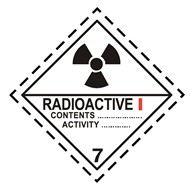 RADIOACTIVE I
CONTENTS ....................
ACTIVITY ................
7